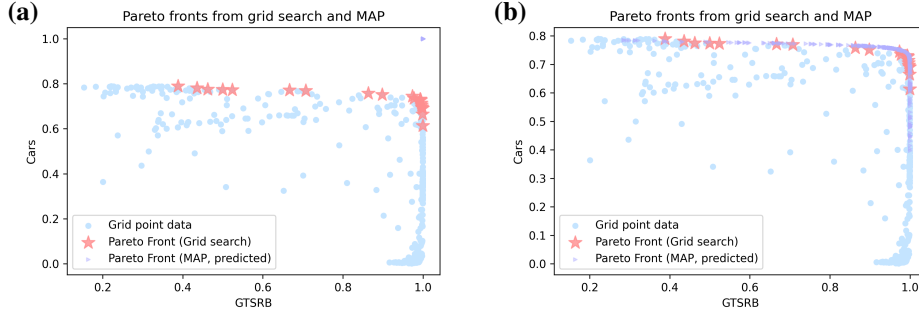 (a)
Pareto fronts from grid search and MAP
1.0
0.8
0.6
0.4
0.2
0.0
Cars
Grid point data
Pareto Front (Grid search)
Pareto Front (MAP, predicted)
0.2 0.4 0.6 0.8 1.0
GTSRB
(b)
Pareto fronts from grid search and MAP
0.8
0.7
0.6
0.5
0.4
0.3
0.2
0.1
0.0
Cars
Grid point data
Pareto Front (Grid search)
Pareto Front (MAP, predicted)
0.2 0.4 0.6 0.8 1.0
GTSRB